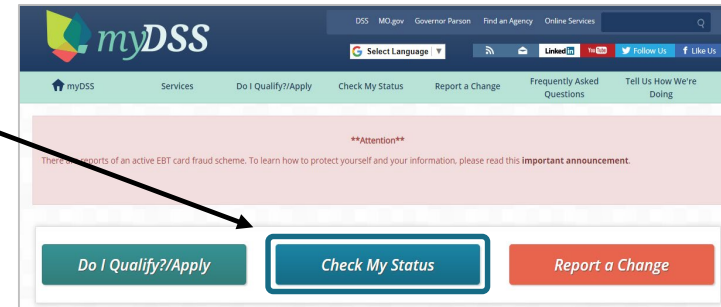 myDSS
DSS MO.gov Governor Parson Find an Agency Online Services
G Select Language ▼ Linked in You Tube Follow Us f Like Us
myDSS Services Do I Qualify?/Apply Check My Status Report a Change Frequently Asked Questions Tell Us How We're Doing
**Attention**
There are reports of an active EBT card fraud scheme. To learn how to protect yourself and your information, please read this important announcement.
Do I Qualify?/Apply Check My Status Report a Change